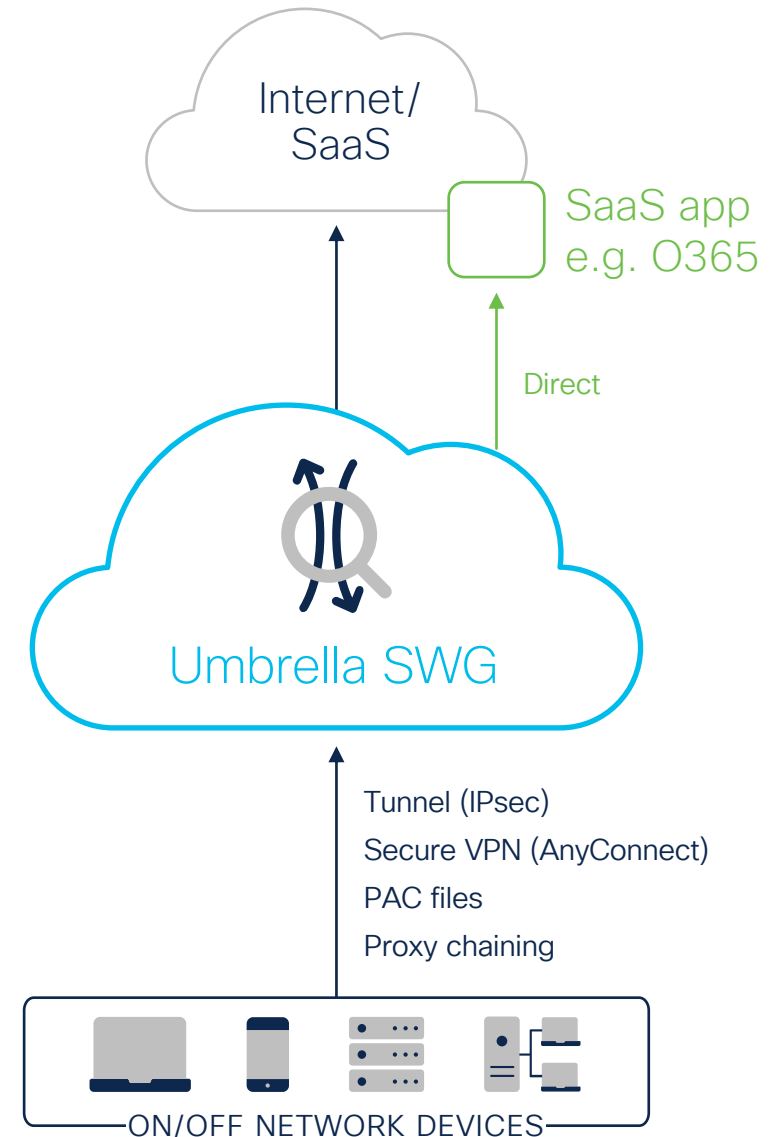 Internet/
SaaS
SaaS app
e.g. O365
Direct
Umbrella SWG
Tunnel (IPsec)
Secure VPN (AnyConnect)
PAC files
Proxy chaining
ON/OFF NETWORK DEVICES